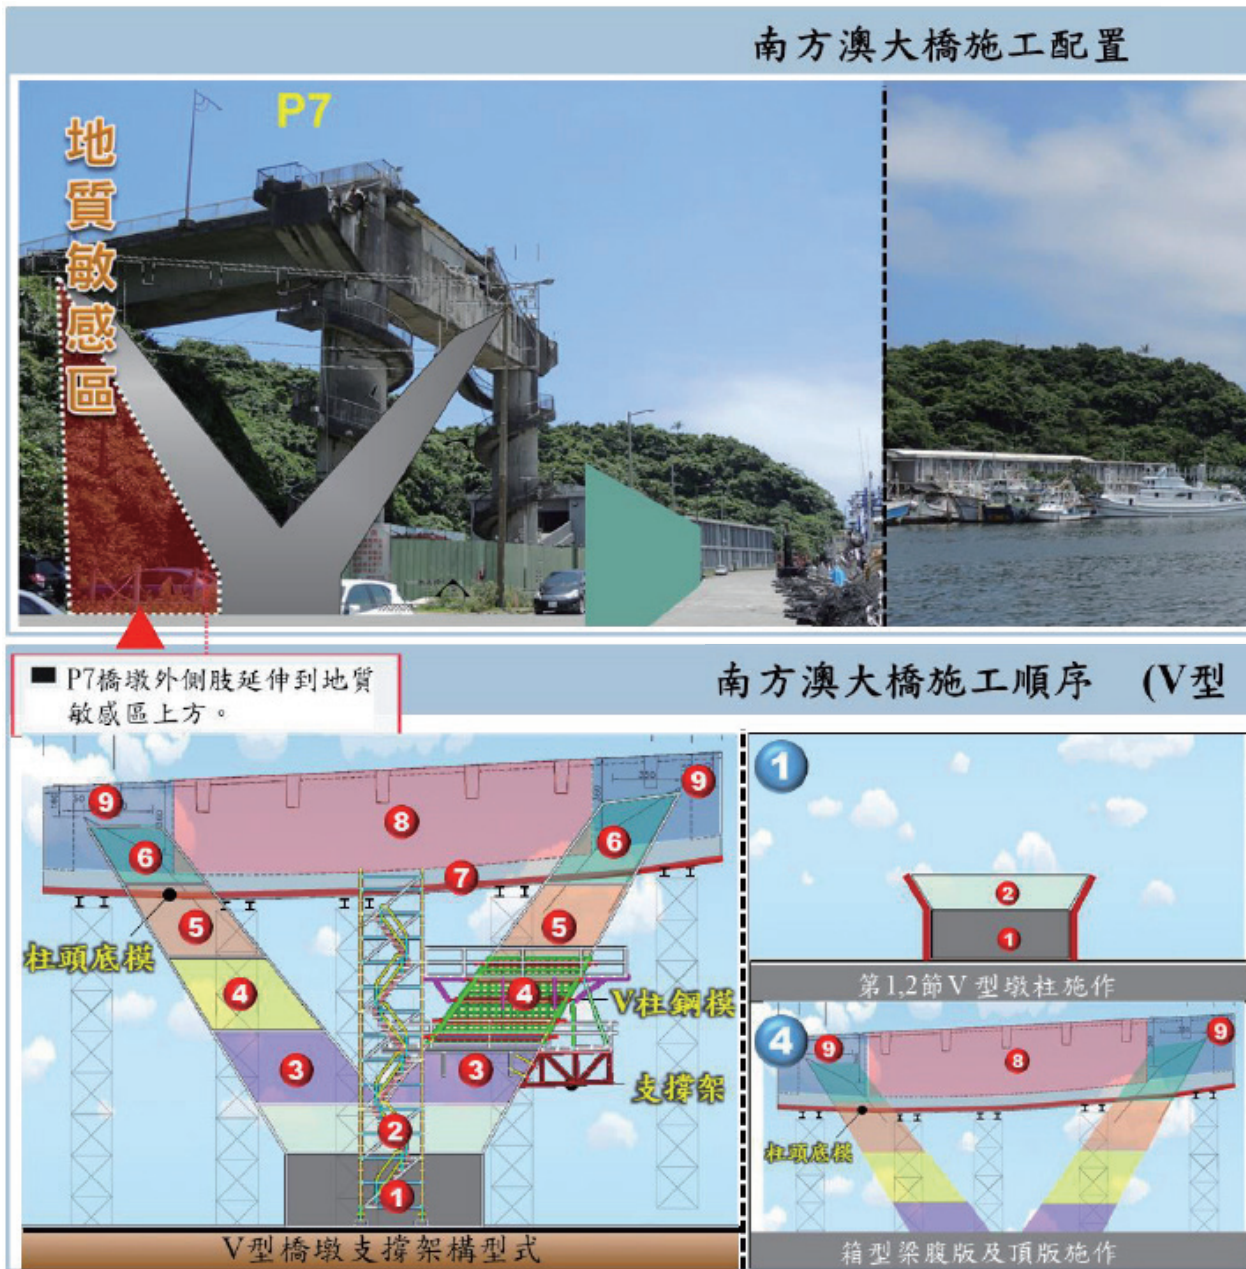 南方澳大橋施工配置
P7
地質敏感區
P7橋墩外側肢延伸到地質
敏感區上方。
南方澳大橋施工順序 (V型
9
9
8
6
6
7
5
5
柱頭底模
4
4
V柱鋼模
3
3
支撐架
2
1
V型橋墩支撐架構型式
1
2
1
第1,2節V型墩柱施作
4
9
9
8
柱頭底模
箱型梁腹版及頂版施作